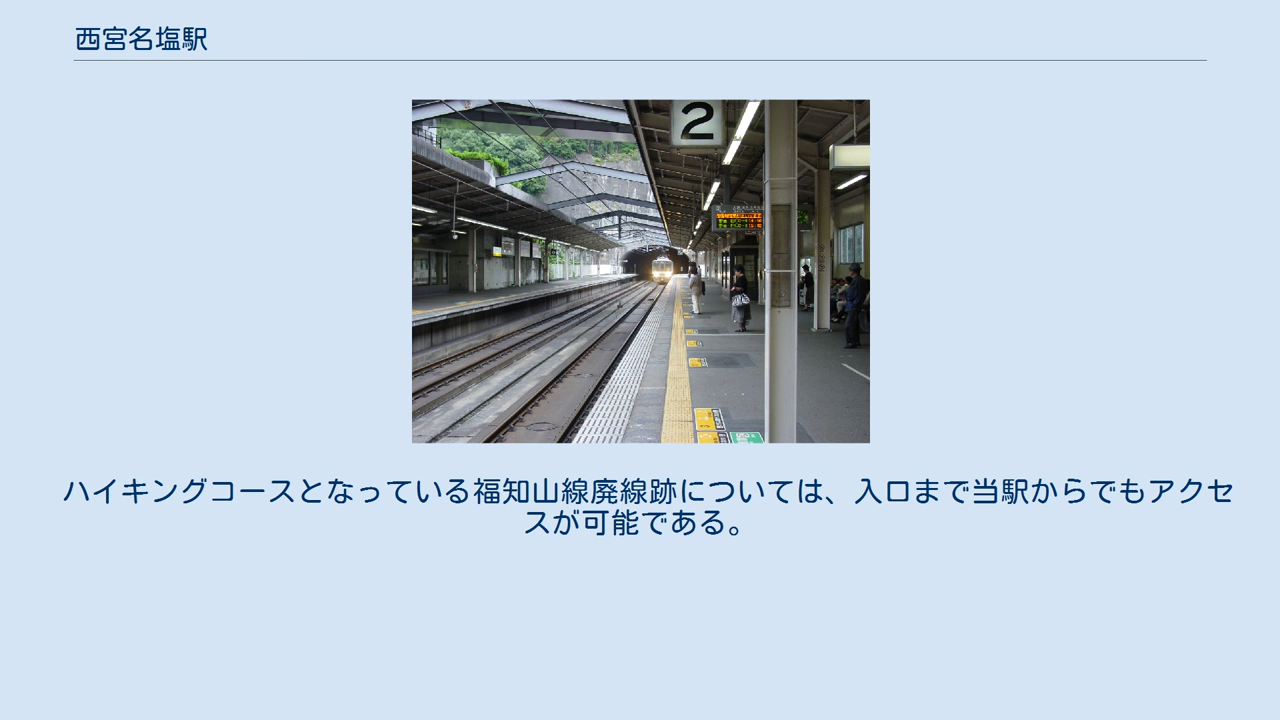 西宮名塩駅
2
ハイキングコースとなっている福知山線廃線跡については、入口まで当駅からでもアクセ
スが可能である。